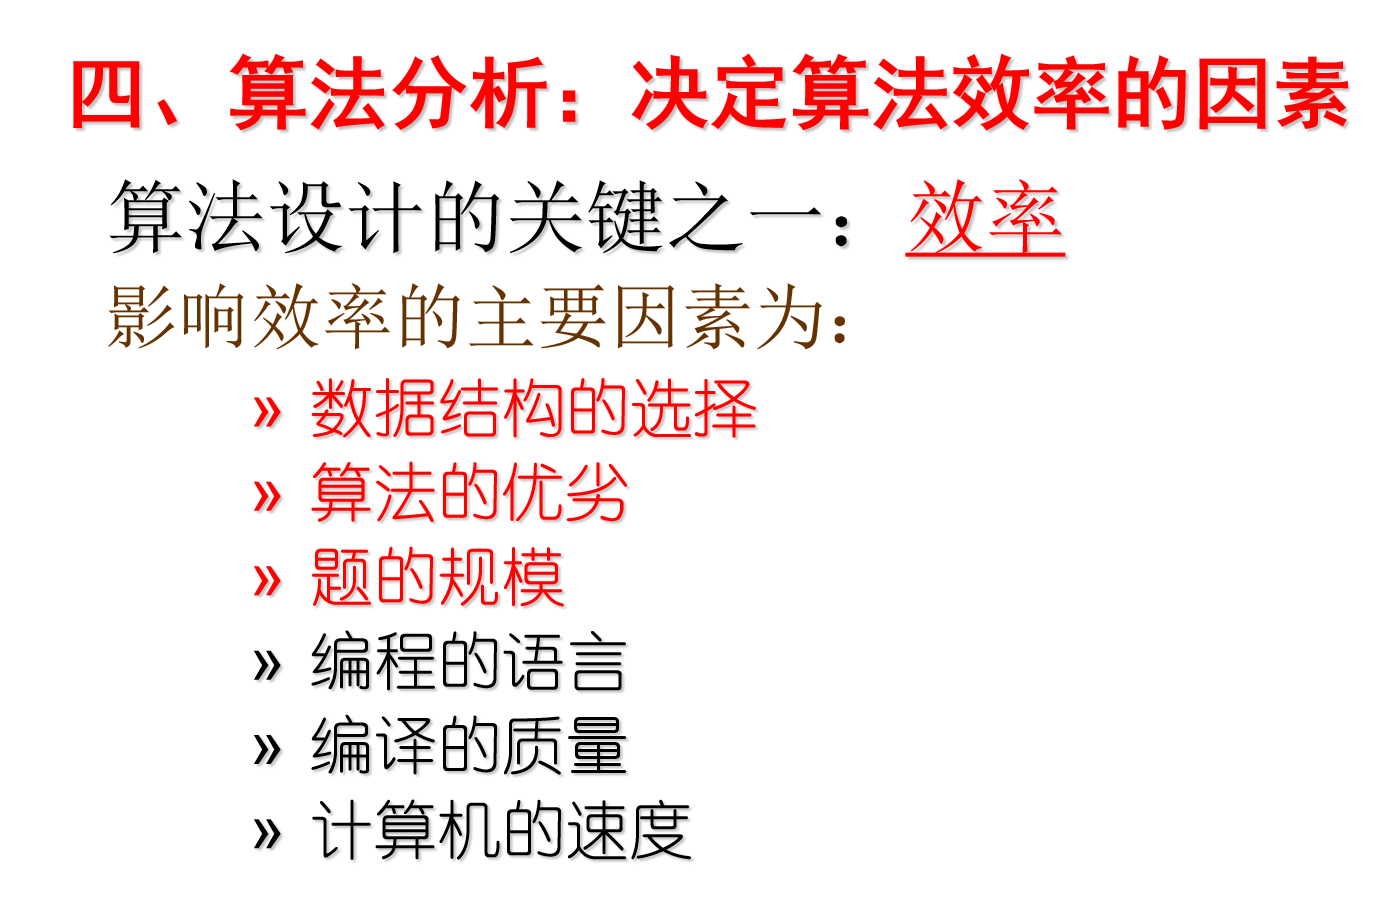 四、算法分析：决定算法效率的因素
算法设计的关键之一：效率
影响效率的主要因素为：
» 数据结构的选择
» 算法的优劣
» 题的规模
» 编程的语言
» 编译的质量
» 计算机的速度